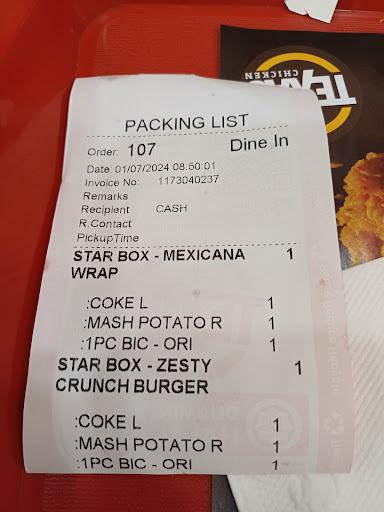 TEXAS
CHICKEN
PACKING LIST
Order: 107 Dine In
Date: 01/07/2024 08:50:01
Invoice No: 1173040237
Remarks
Recipient CASH
R.Contact
PickupTime
STAR BOX - MEXICANA 1
WRAP
:COKE L 1
:MASH POTATO R 1
:1PC BIC - ORI 1
STAR BOX - ZESTY 1
CRUNCH BURGER
:COKE L 1
:MASH POTATO R 1
:1PC BIC - ORI 1